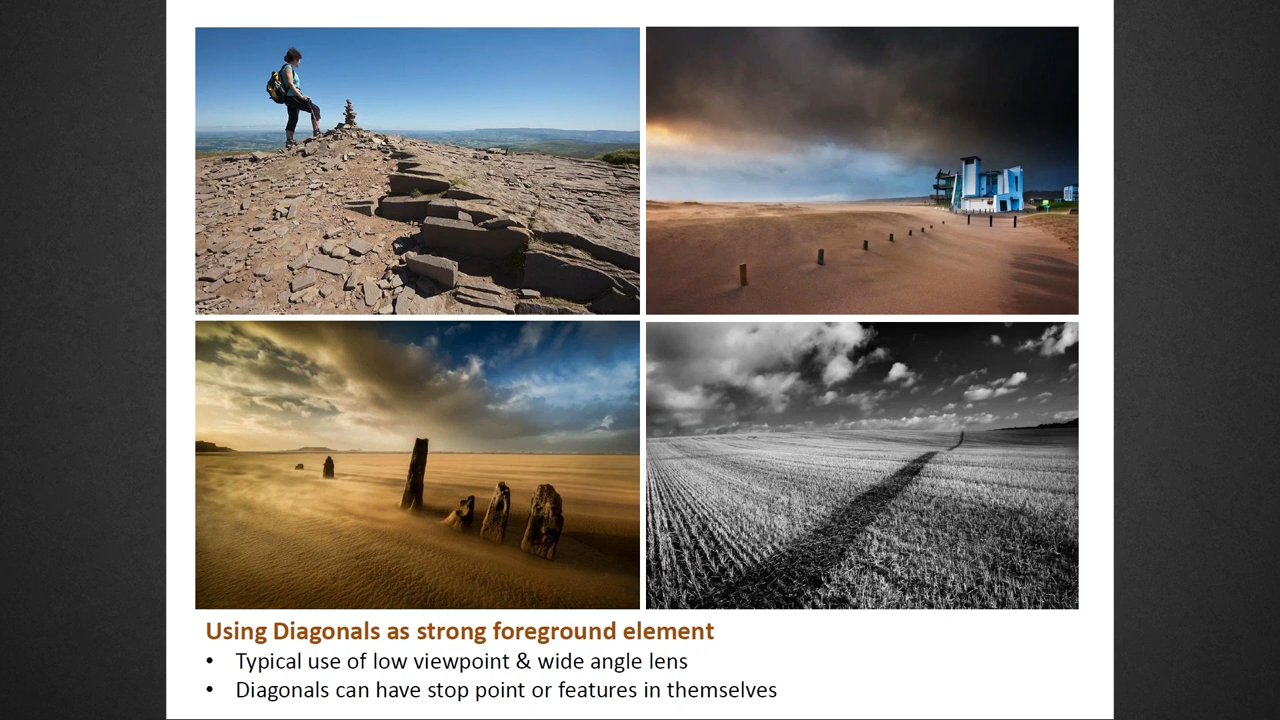 Using Diagonals as strong foreground element
• Typical use of low viewpoint & wide angle lens
• Diagonals can have stop point or features in themselves